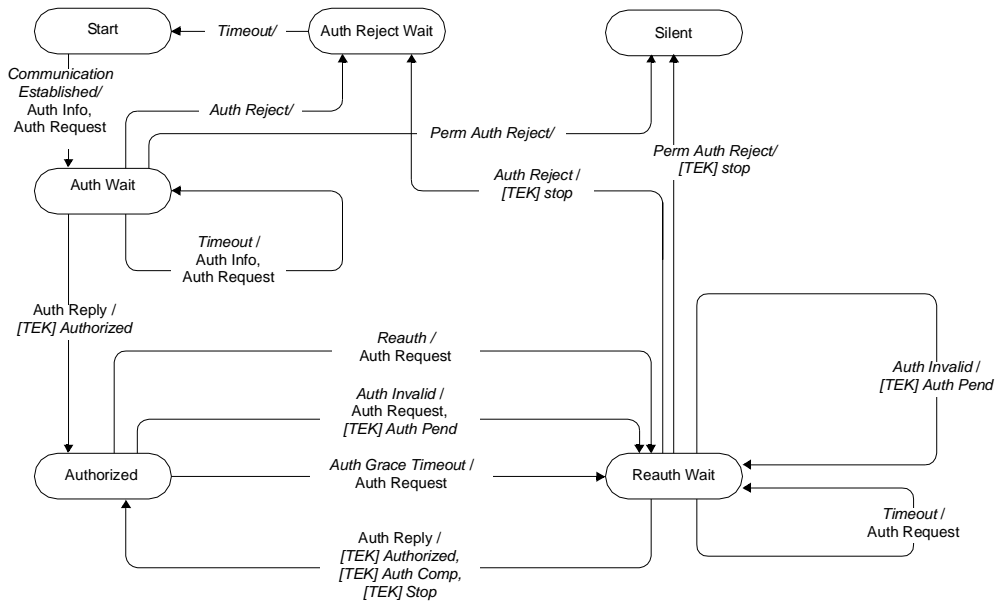 Start
Timeout/
Auth Reject Wait
Silent
Communication
Established/
Auth Info,
Auth Request
Auth Reject/
Perm Auth Reject/
Perm Auth Reject/
[TEK] stop
Auth Reject /
[TEK] stop
Auth Wait
Timeout /
Auth Info,
Auth Request
Auth Reply /
[TEK] Authorized
Reauth /
Auth Request
Auth Invalid /
[TEK] Auth Pend
Auth Invalid /
Auth Request,
[TEK] Auth Pend
Authorized
Auth Grace Timeout /
Auth Request
Reauth Wait
Timeout /
Auth Request
Auth Reply /
[TEK] Authorized,
[TEK] Auth Comp,
[TEK] Stop